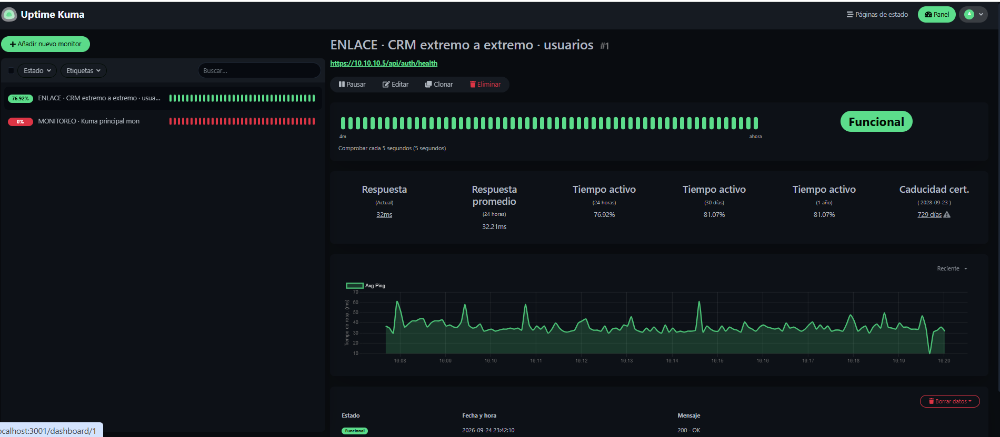 Uptime Kuma
Páginas de estado
Panel
A
Añadir nuevo monitor
Estado
Etiquetas
Buscar...
76.92% ENLACE · CRM extremo a extremo · usua...
0% MONITOREO · Kuma principal mon
ENLACE · CRM extremo a extremo · usuarios #1
https://10.10.10.5/api/auth/health
Pausar Editar Clonar Eliminar
4m ahora
Comprobar cada 5 segundos (5 segundos)
Funcional
Respuesta
(Actual)
32ms
Respuesta
promedio
(24 horas)
32.21ms
Tiempo activo
(24 horas)
76.92%
Tiempo activo
(30 días)
81.07%
Tiempo activo
(1 año)
81.07%
Caducidad cert.
( 2028-09-23 )
729 días
Reciente
Avg Ping
Tiempo de resp. (ms)
70
60
50
40
30
20
10
16:08 16:09 16:10 16:11 16:12 16:13 16:14 16:15 16:16 16:17 16:18 16:19 16:20
Borrar datos
Estado Fecha y hora Mensaje
Funcional 2026-09-24 23:42:10 200 - OK
ocalhost:3001/dashboard/1